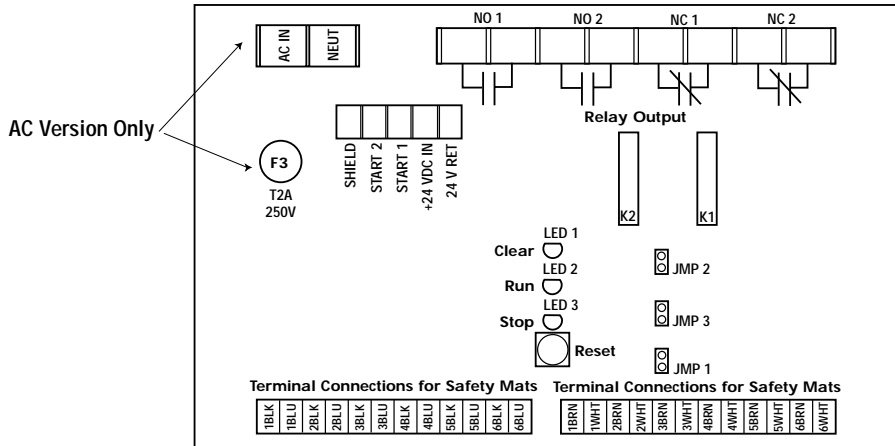 NO 1 NO 2 NC 1 NC 2
AC IN
NEUT
Relay Output
AC Version Only
F3
T2A
250V
SHIELD
START 2
START 1
+24 VDC IN
24 V RET
K2 K1
LED 1
Clear
LED 2
Run
LED 3
Stop
Reset
JMP 2
JMP 3
JMP 1
Terminal Connections for Safety Mats
1BLK 1BLU 2BLK 2BLU 3BLK 3BLU 4BLK 4BLU 5BLK 5BLU 6BLK 6BLU
Terminal Connections for Safety Mats
1BRN 1WHT 2BRN 2WHT 3BRN 3WHT 4BRN 4WHT 5BRN 5WHT 6BRN 6WHT